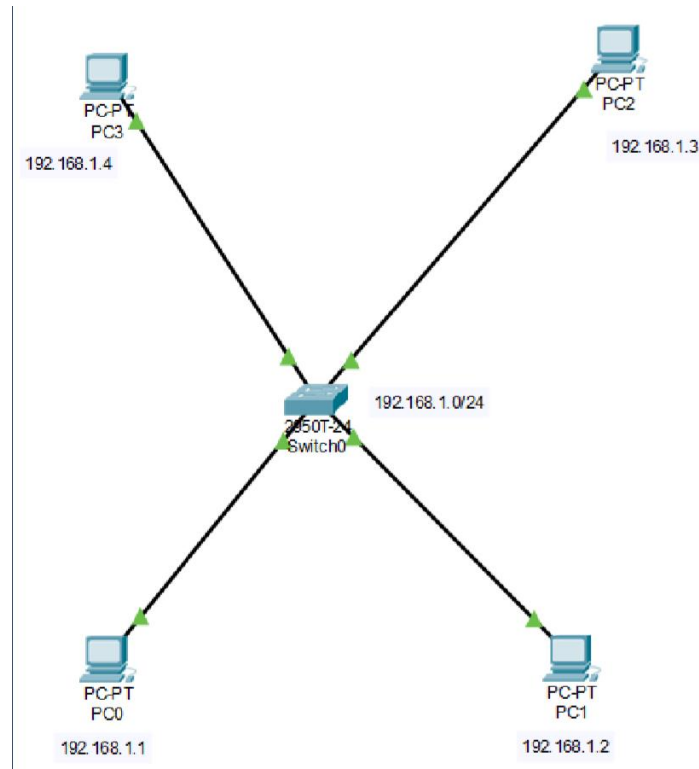 PC-PT
PC2
192.168.1.3
PC-PT
PC3
192.168.1.4
192.168.1.0/24
2950T-24
Switch0
PC-PT
PC0
192.168.1.1
PC-PT
PC1
192.168.1.2